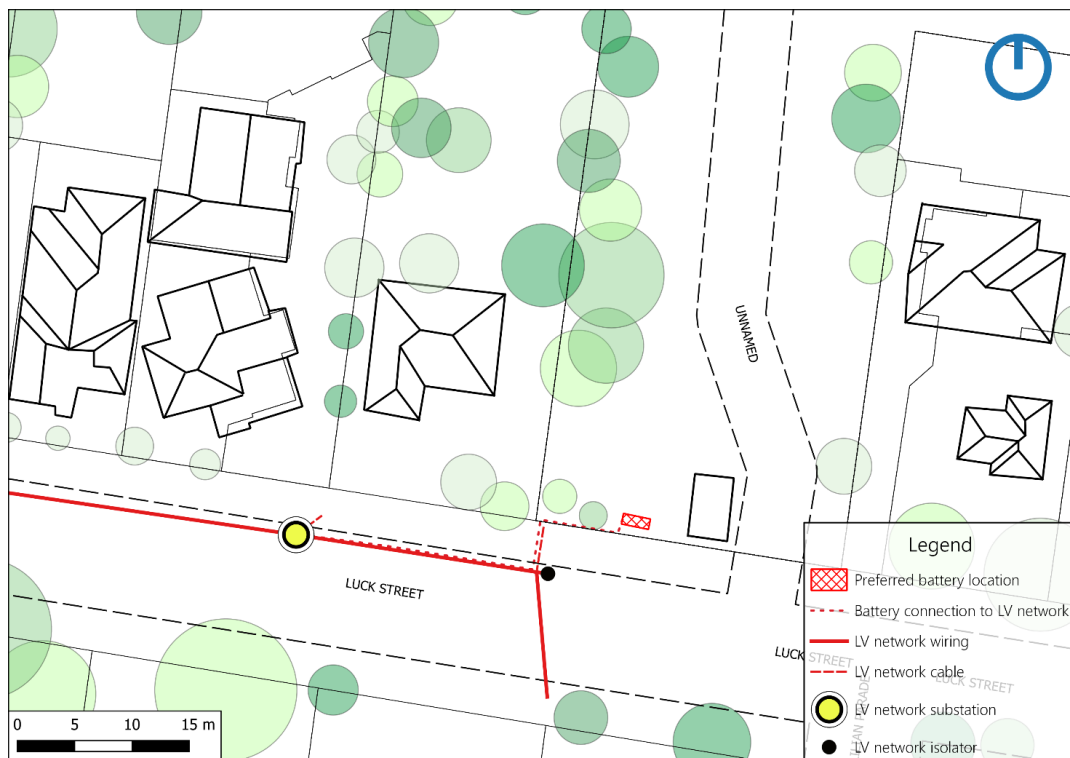 UNNAMED
LUCK STREET
Legend
Preferred battery location
Battery connection to LV network
LV network wiring
LUCK STREET
LV network cable
LUCK STREET
LV network substation
LV network isolator
0 5 10 15 m